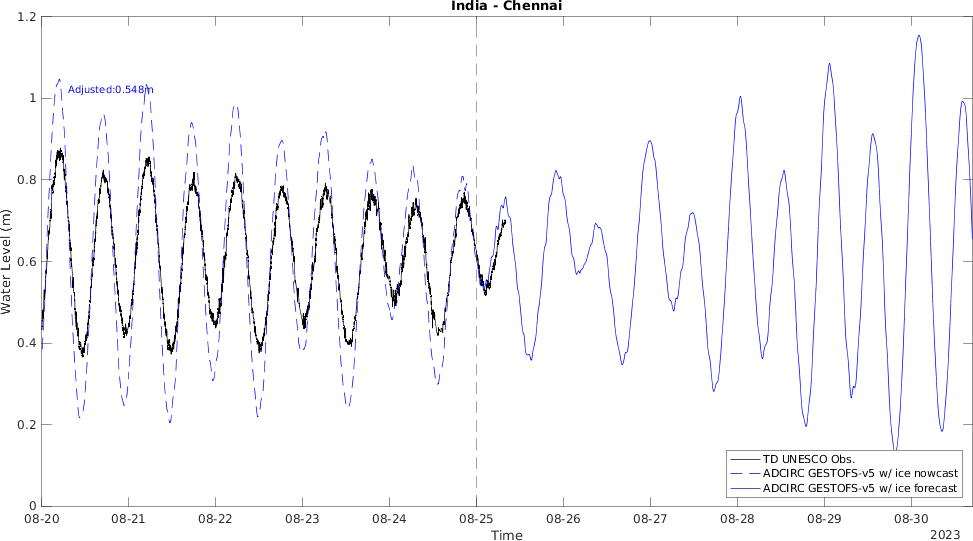 India - Chennai
Water Level (m)
1.2
1
0.8
0.6
0.4
0.2
0
Adjusted:0.548m
TD UNESCO Obs.
ADCIRC GESTOFS-v5 w/ ice nowcast
ADCIRC GESTOFS-v5 w/ ice forecast
08-20 08-21 08-22 08-23 08-24 08-25 08-26 08-27 08-28 08-29 08-30
Time
2023